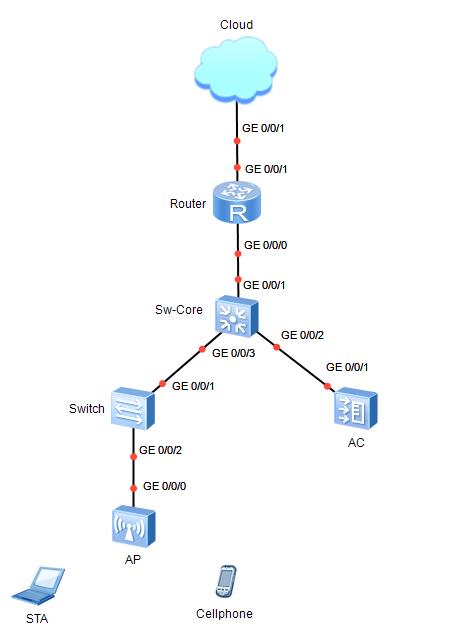 Cloud
GE 0/0/1
GE 0/0/1
Router
R
GE 0/0/0
GE 0/0/1
Sw-Core
GE 0/0/2
GE 0/0/3
GE 0/0/1
GE 0/0/1
Switch
AC
GE 0/0/2
GE 0/0/0
AP
STA
Cellphone